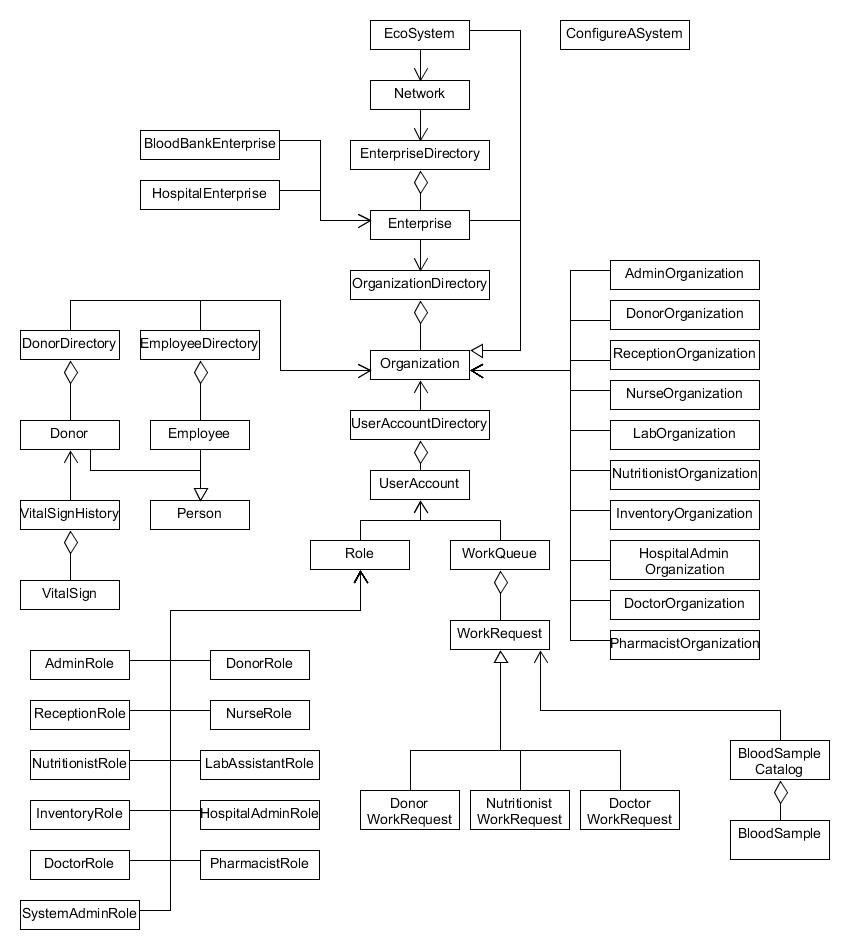 EcoSystem
ConfigureASystem
Network
BloodBankEnterprise
EnterpriseDirectory
HospitalEnterprise
Enterprise
OrganizationDirectory
AdminOrganization
DonorOrganization
DonorDirectory
EmployeeDirectory
ReceptionOrganization
Organization
NurseOrganization
UserAccountDirectory
Donor
Employee
LabOrganization
UserAccount
NutritionistOrganization
VitalSignHistory
Person
InventoryOrganization
Role
WorkQueue
HospitalAdmin
Organization
VitalSign
DoctorOrganization
WorkRequest
PharmacistOrganization
AdminRole
DonorRole
ReceptionRole
NurseRole
NutritionistRole
LabAssistantRole
BloodSample
Catalog
Donor
WorkRequest
Nutritionist
WorkRequest
Doctor
WorkRequest
InventoryRole
HospitalAdminRole
BloodSample
DoctorRole
PharmacistRole
SystemAdminRole